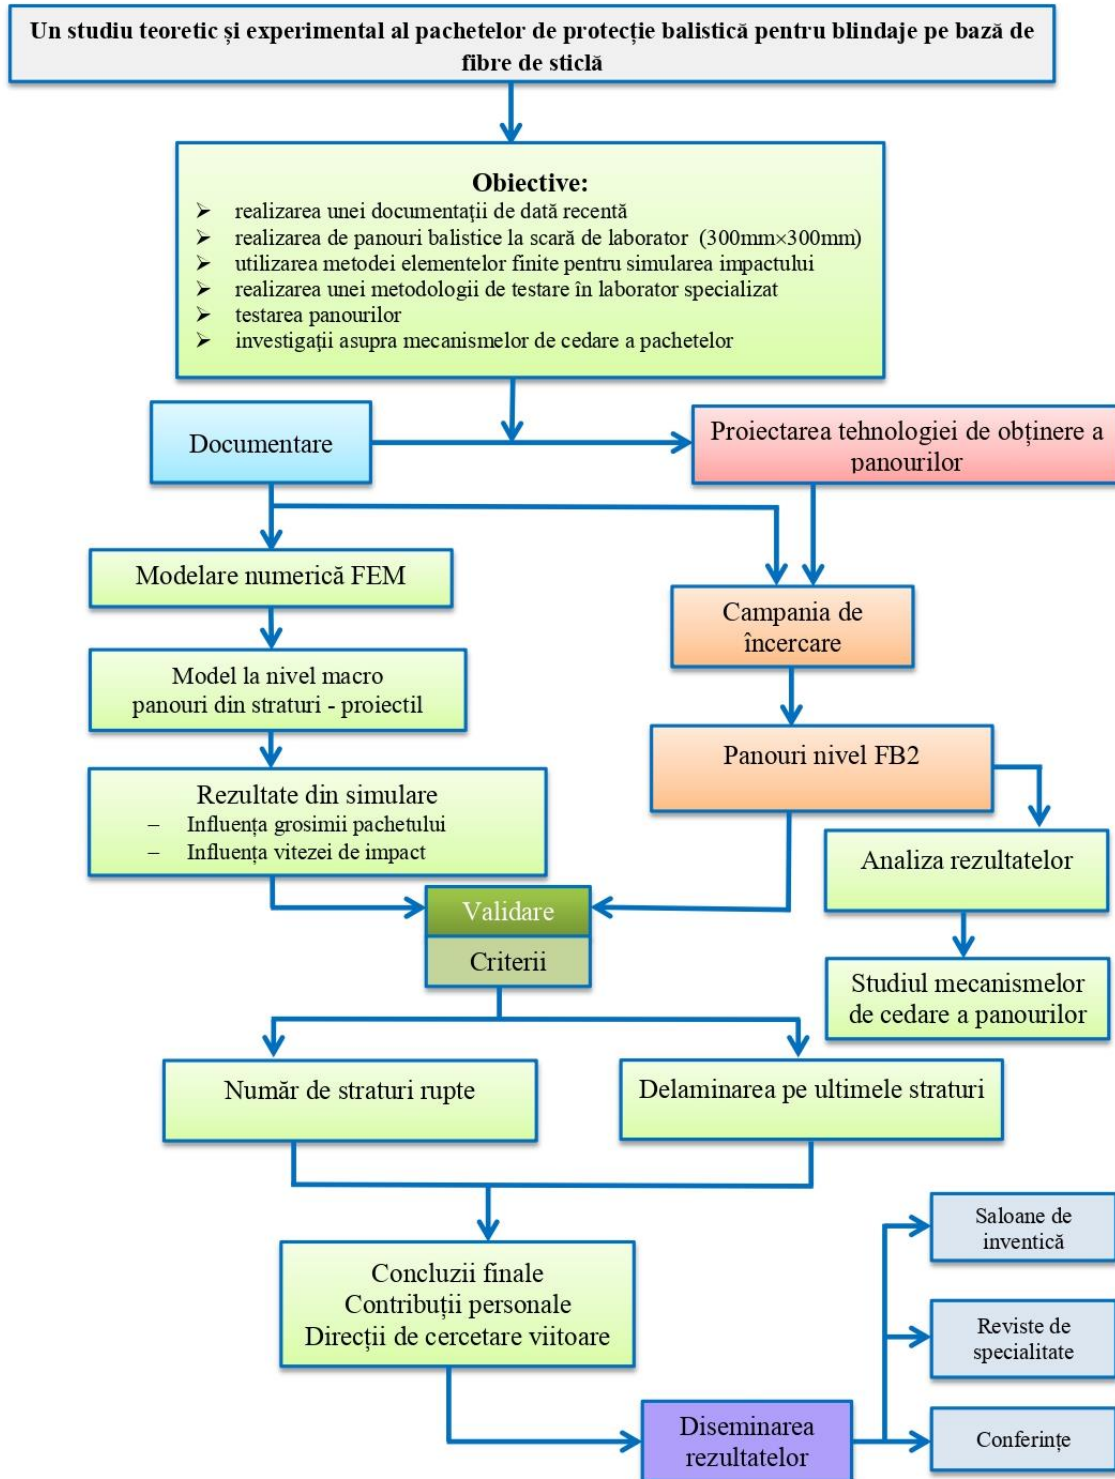 Un studiu teoretic și experimental al pachetelor de protecție balistică pentru blindaje pe bază de
fibre de sticlă
Obiective:
➢ realizarea unei documentaţii de dată recentă
➢ realizarea de panouri balistice la scară de laborator (300mm×300mm)
➢ utilizarea metodei elementelor finite pentru simularea impactului
➢ realizarea unei metodologii de testare în laborator specializat
➢ testarea panourilor
➢ investigaţii asupra mecanismelor de cedare a pachetelor
Documentare
Proiectarea tehnologiei de obținere a
panourilor
Modelare numerică FEM
Campania de
încercare
Model la nivel macro
panouri din straturi - proiectil
Panouri nivel FB2
Rezultate din simulare
– Influența grosimii pachetului
– Influența vitezei de impact
Analiza rezultatelor
Validare
Criterii
Studiul mecanismelor
de cedare a panourilor
Număr de straturi rupte
Delaminarea pe ultimele straturi
Concluzii finale
Contribuții personale
Direcții de cercetare viitoare
Saloane de
inventică
Reviste de
specialitate
Diseminarea
rezultatelor
Conferințe